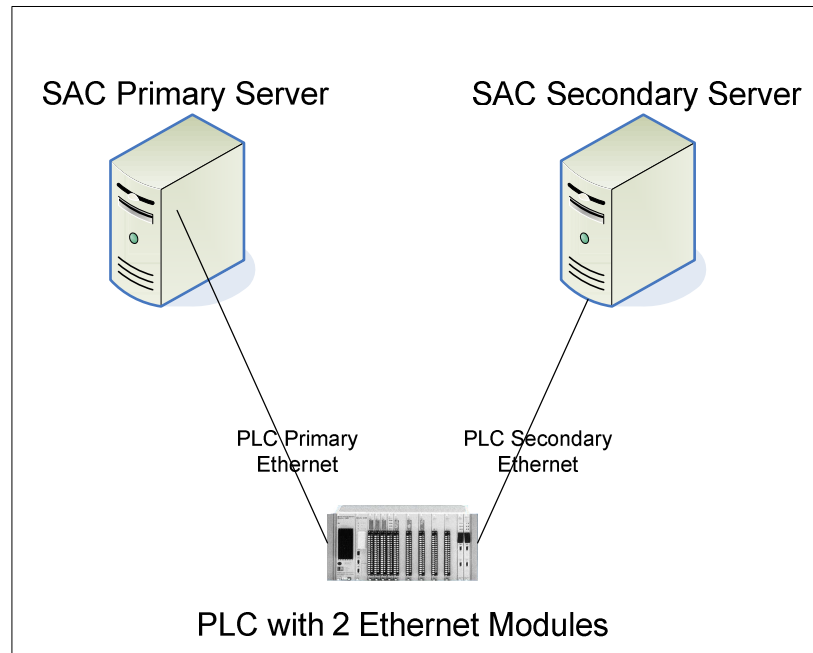 SAC Primary Server
SAC Secondary Server
PLC Primary
Ethernet
PLC Secondary
Ethernet
PLC with 2 Ethernet Modules